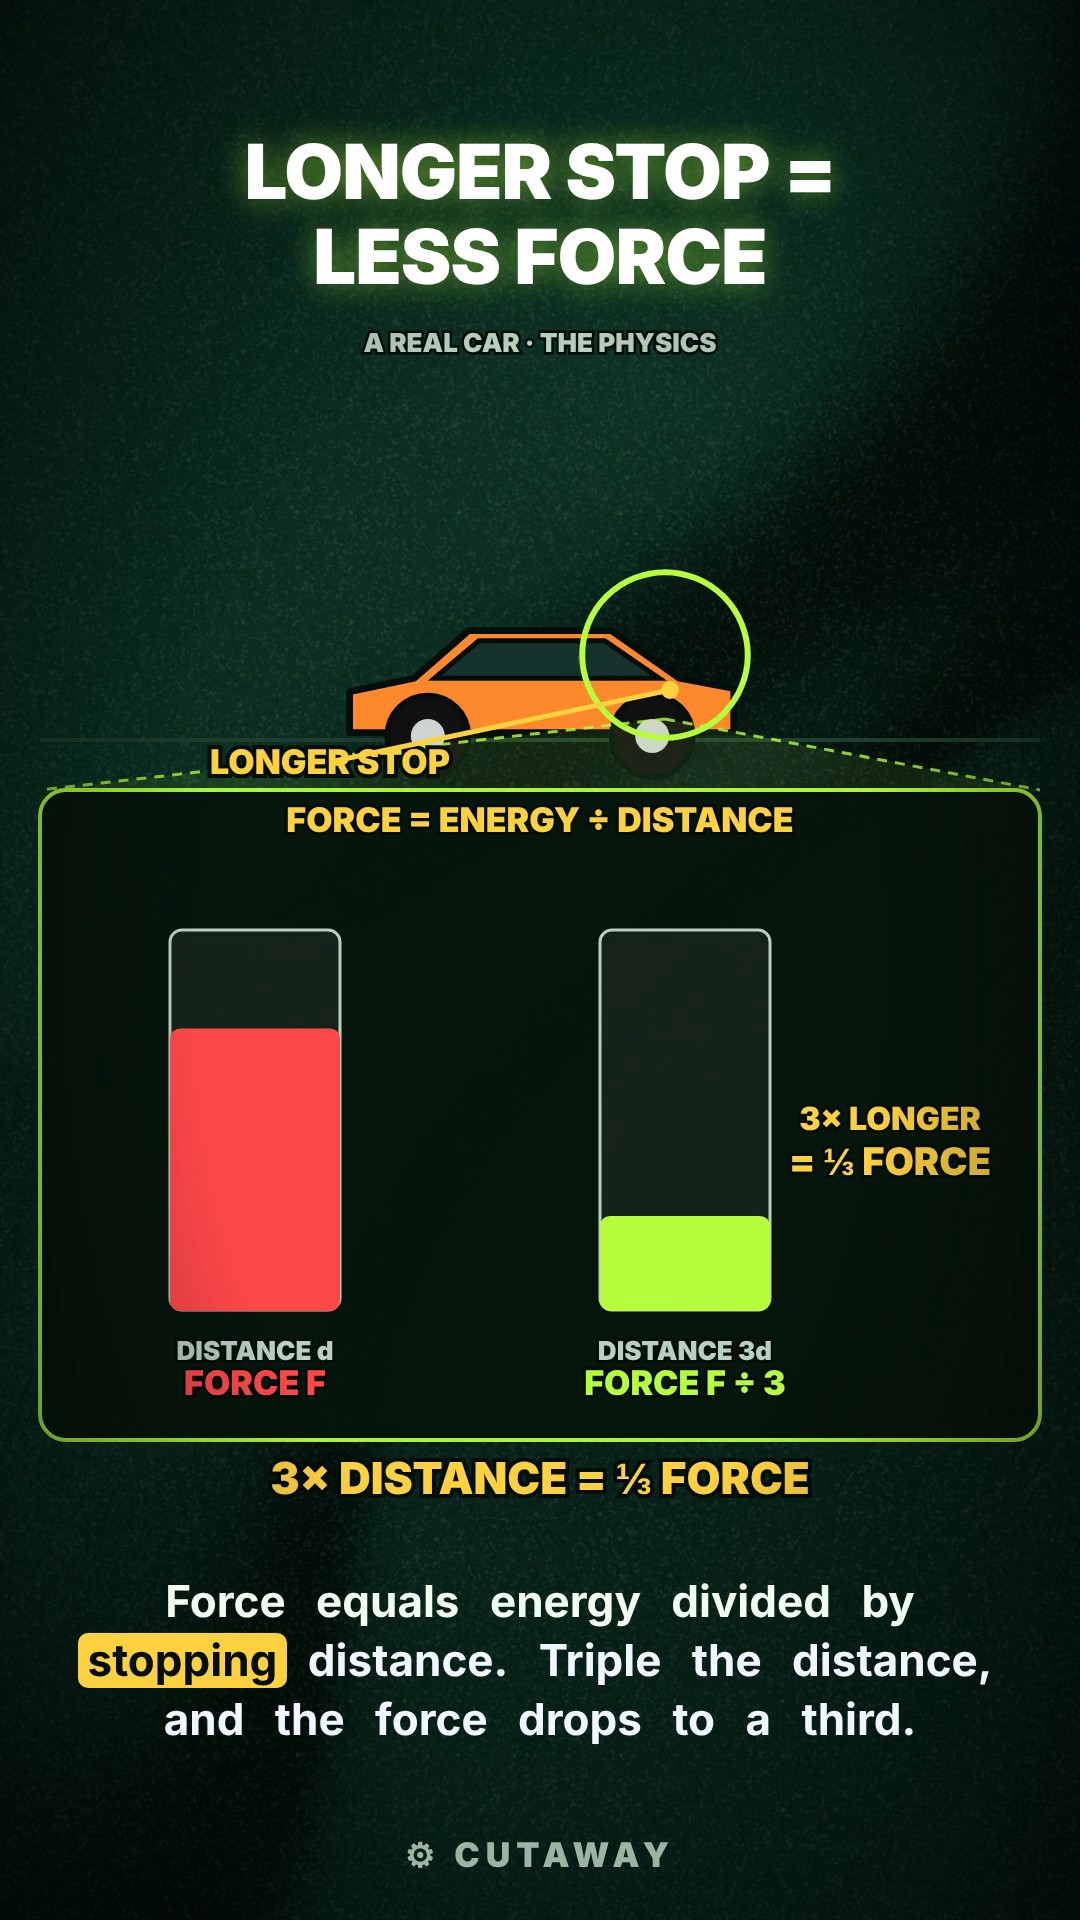 LONGER STOP =
LESS FORCE
A REAL CAR · THE PHYSICS
LONGER STOP
FORCE = ENERGY ÷ DISTANCE
3× LONGER
= ⅓ FORCE
DISTANCE d
FORCE F
DISTANCE 3d
FORCE F ÷ 3
3× DISTANCE = ⅓ FORCE
Force equals energy divided by
stopping distance. Triple the distance,
and the force drops to a third.
⚙ CUTAWAY